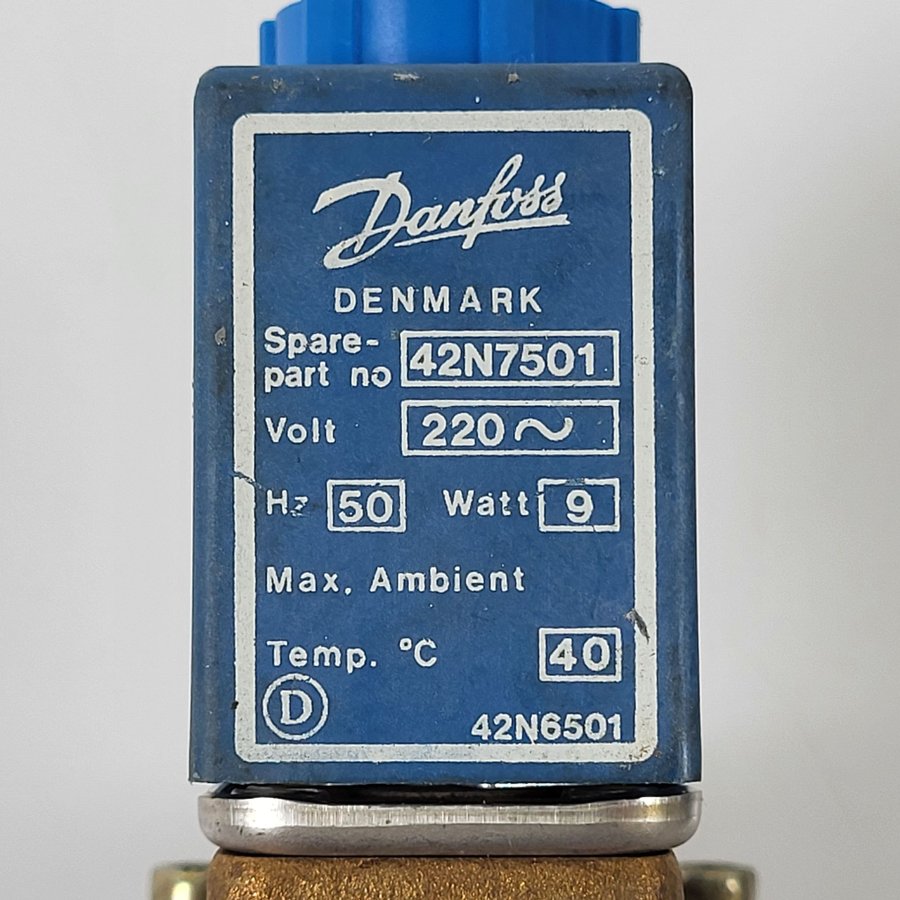 Danfoss
DENMARK
Spare-
part no 42N7501
Volt 220~
Hz 50 Watt 9
Max. Ambient
Temp. °C 40
D
42N6501